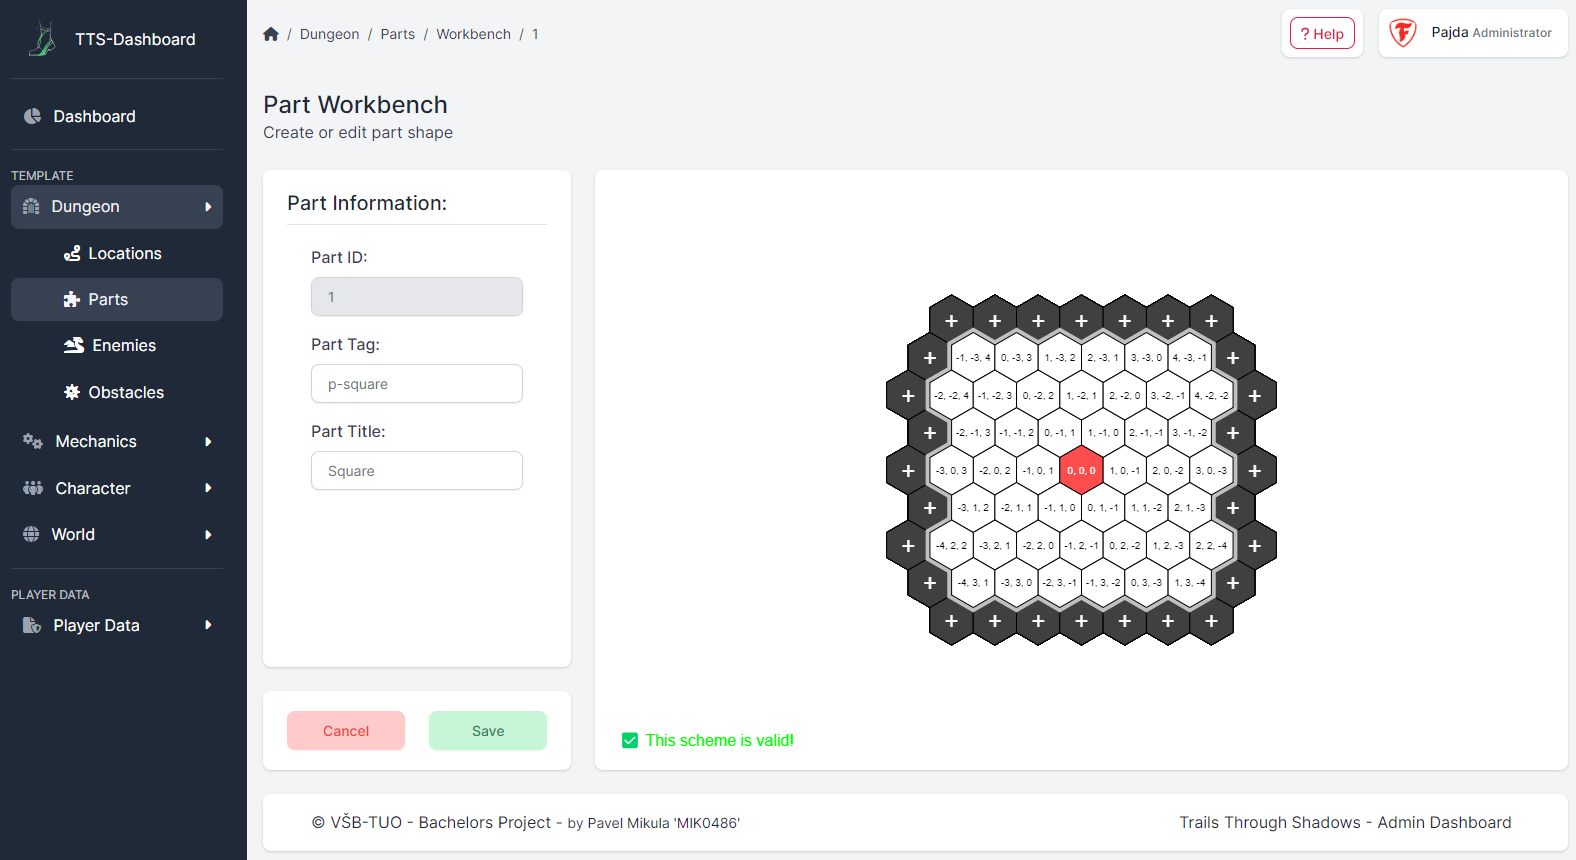 TTS-Dashboard
Dashboard
TEMPLATE
Dungeon
Locations
Parts
Enemies
Obstacles
Mechanics
Character
World
PLAYER DATA
Player Data
/ Dungeon / Parts / Workbench / 1
? Help
Pajda Administrator
Part Workbench
Create or edit part shape
Part Information:
Part ID:
1
Part Tag:
p-square
Part Title:
Square
Cancel
Save
+ + + + + + +
+ -1, -3, 4 0, -3, 3 1, -3, 2 2, -3, 1 3, -3, 0 4, -3, -1 +
+ -2, -2, 4 -1, -2, 3 0, -2, 2 1, -2, 1 2, -2, 0 3, -2, -1 4, -2, -2 +
+ -2, -1, 3 -1, -1, 2 0, -1, 1 1, -1, 0 2, -1, -1 3, -1, -2 +
+ -3, 0, 3 -2, 0, 2 -1, 0, 1 0, 0, 0 1, 0, -1 2, 0, -2 3, 0, -3 +
+ -3, 1, 2 -2, 1, 1 -1, 1, 0 0, 1, -1 1, 1, -2 2, 1, -3 +
+ -4, 2, 2 -3, 2, 1 -2, 2, 0 -1, 2, -1 0, 2, -2 1, 2, -3 2, 2, -4 +
+ -4, 3, 1 -3, 3, 0 -2, 3, -1 -1, 3, -2 0, 3, -3 1, 3, -4 +
+ + + + + + +
This scheme is valid!
© VŠB-TUO - Bachelors Project - by Pavel Mikula 'MIK0486'
Trails Through Shadows - Admin Dashboard